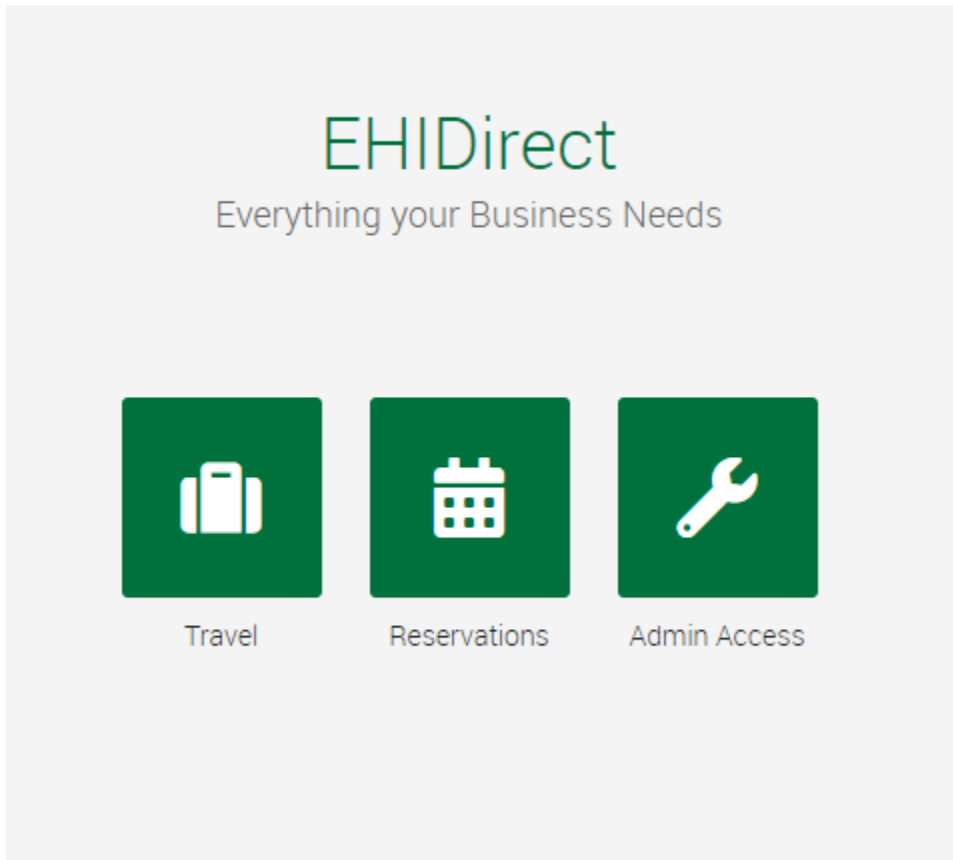 EHIDirect
Everything your Business Needs
Travel
Reservations
Admin Access